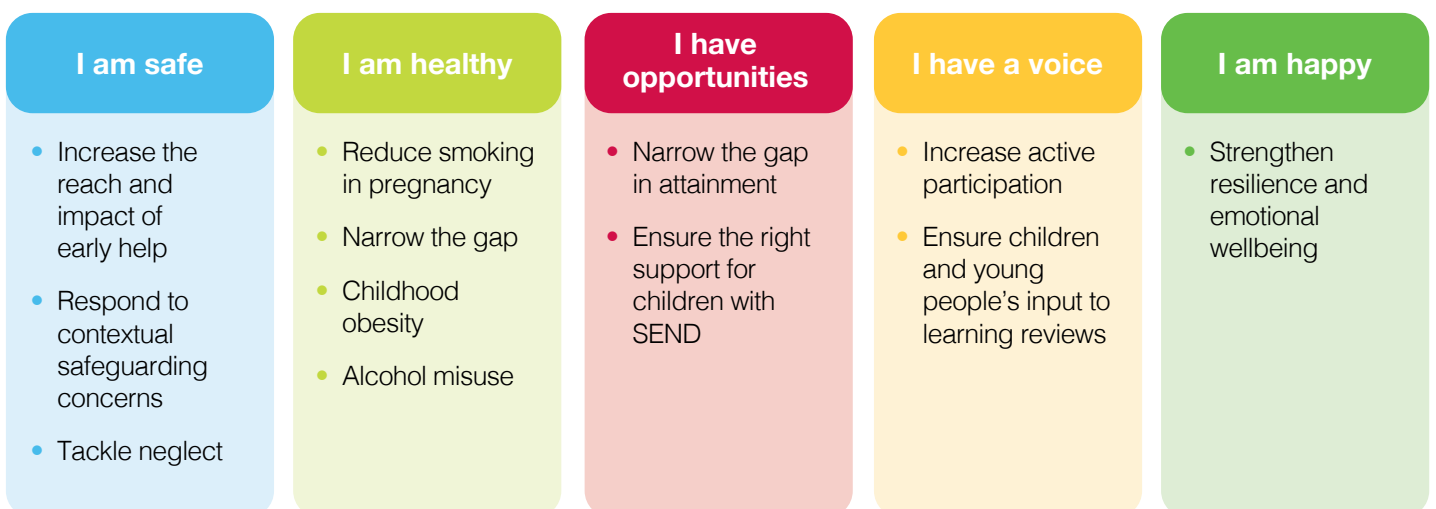 I am safe
Increase the
reach and
impact of
early help
Respond to
contextual
safeguarding
concerns
Tackle neglect
I am healthy
Reduce smoking
in pregnancy
Narrow the gap
Childhood
obesity
Alcohol misuse
I have
opportunities
Narrow the gap
in attainment
Ensure the right
support for
children with
SEND
I have a voice
Increase active
participation
Ensure children
and young
people’s input to
learning reviews
I am happy
Strengthen
resilience and
emotional
wellbeing